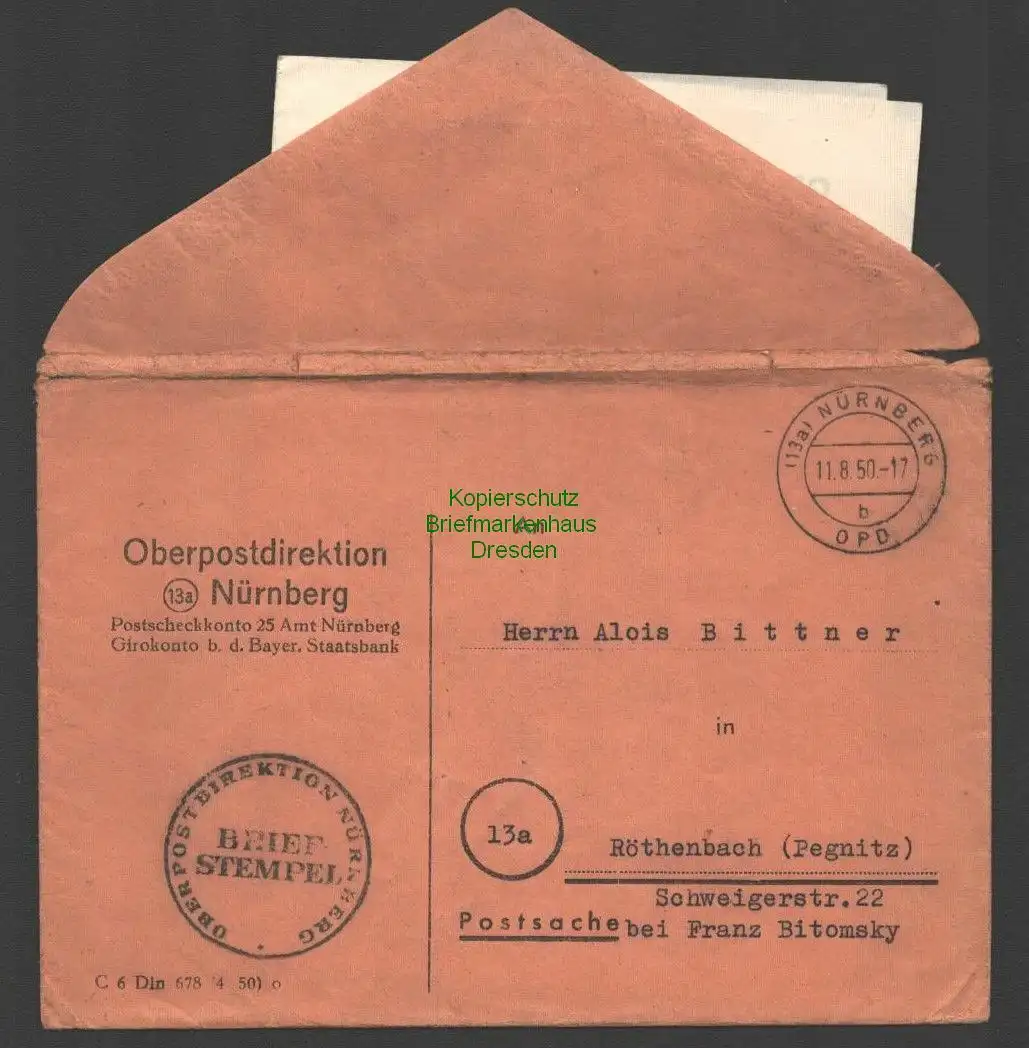 (13a) NÜRNBERG
11.8.50.-17
b
OPD
Kopierschutz
Briefmarkenhaus
Dresden
An
Oberpostdirektion
13a Nürnberg
Postscheckkonto 25 Amt Nürnberg
Girokonto b. d. Bayer. Staatsbank
Herrn Alois Bittner
in
13a
Röthenbach (Pegnitz)
Schweigerstr.22
Postsache bei Franz Bitomsky
OBERPOSTDIREKTION NÜRNBERG
BRIEF-
STEMPEL
C 6 Din 678 (4 50) o